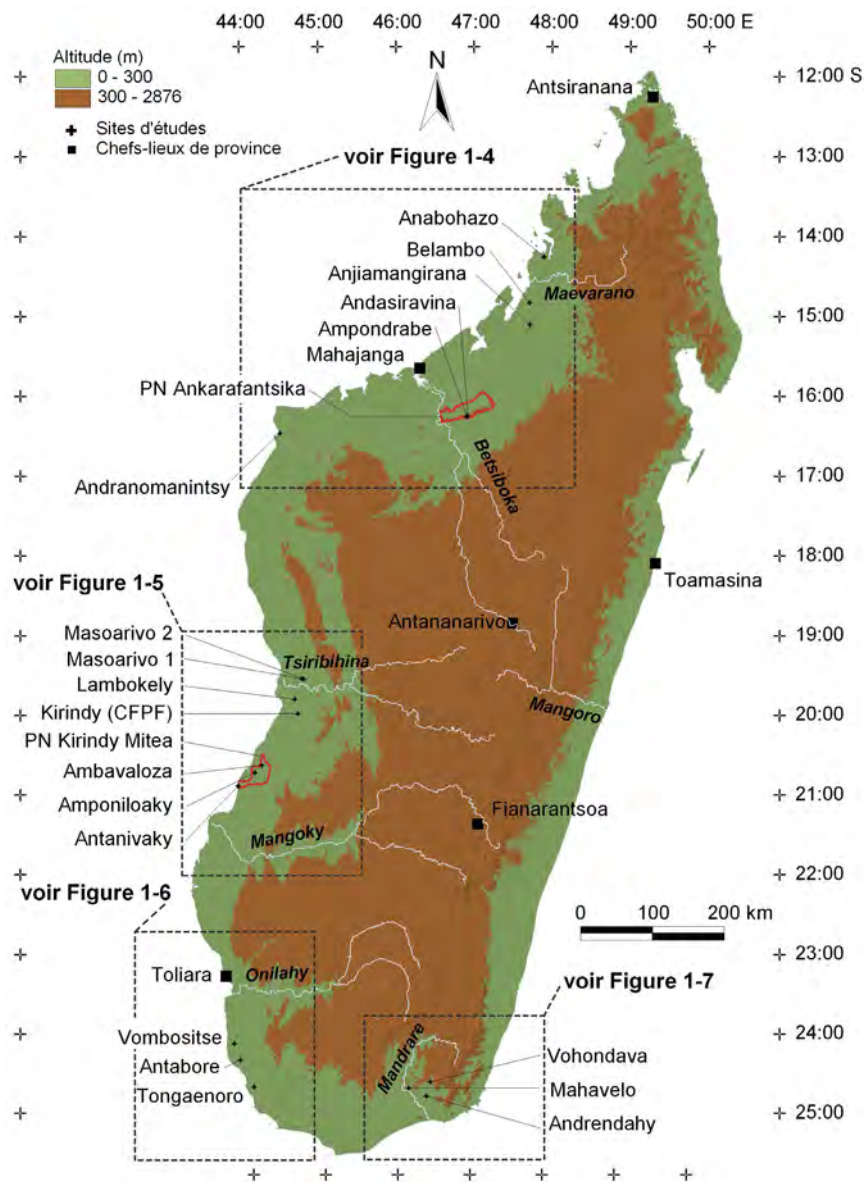 44:00 45:00 46:00 47:00 48:00 49:00 50:00 E
Altitude (m)
0 - 300
300 - 2876
Sites d'études
Chefs-lieux de province
N
12:00 S
Antsiranana
13:00
voir Figure 1-4
14:00
Anabohazo
Belambo
Anjiamangirana
Maevarano
15:00
Andasiravina
Ampondrabe
Mahajanga
PN Ankarafantsika
16:00
Betsiboka
Andranomanintsy
17:00
18:00
voir Figure 1-5
Toamasina
Antananarivo
19:00
Masoarivo 2
Masoarivo 1
Tsiribihina
Lambokely
Mangoro
20:00
Kirindy (CFPF)
PN Kirindy Mitea
Ambavaloza
Amponiloaky
21:00
Fianarantsoa
Antanivaky
Mangoky
22:00
voir Figure 1-6
0 100 200 km
23:00
Toliara
Onilahy
voir Figure 1-7
24:00
Vombositse
Mandrare
Vohondava
Antabore
Mahavelo
Tongaenoro
Andrendahy
25:00